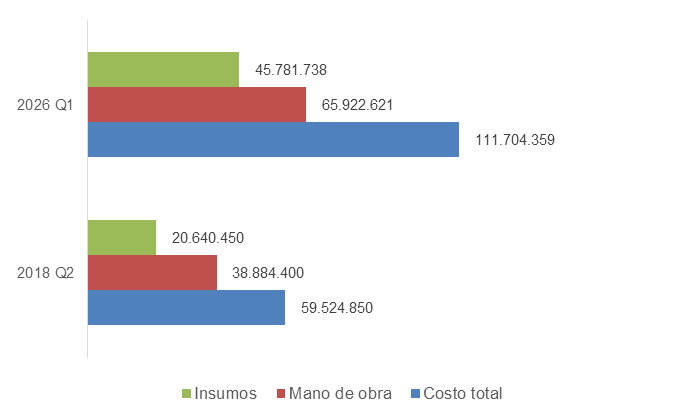 45.781.738
2026 Q1
65.922.621
111.704.359
20.640.450
2018 Q2
38.884.400
59.524.850
Insumos
Mano de obra
Costo total